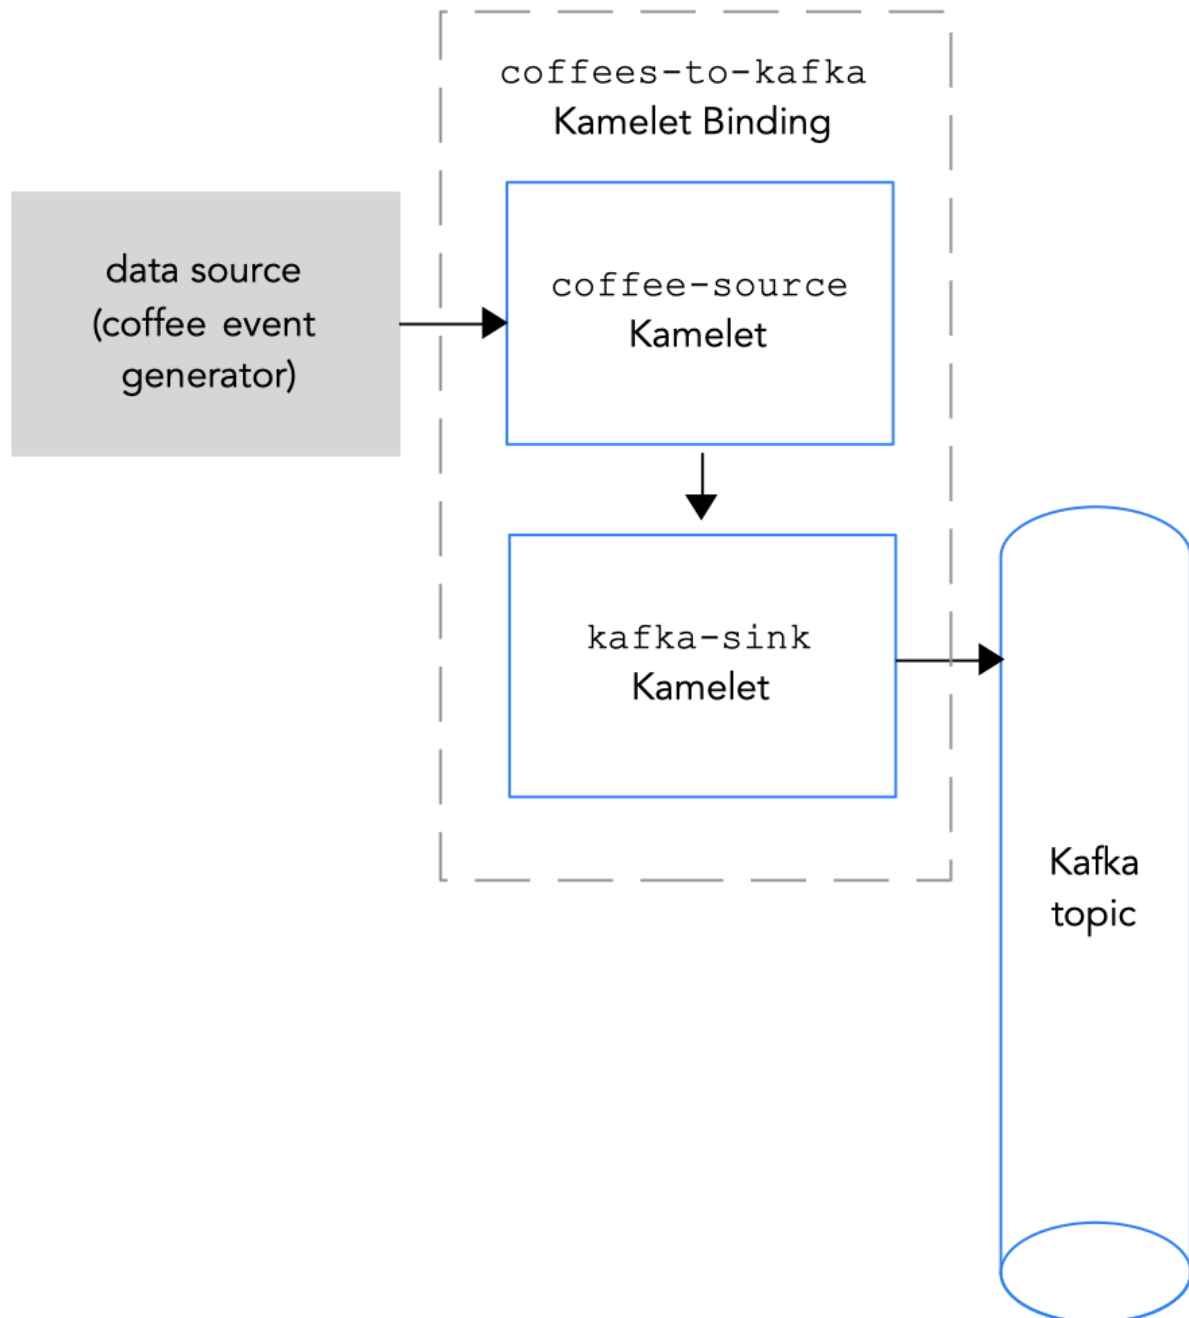 coffees-to-kafka
Kamelet Binding
data source
(coffee event
generator)
coffee-source
Kamelet
kafka-sink
Kamelet
Kafka
topic